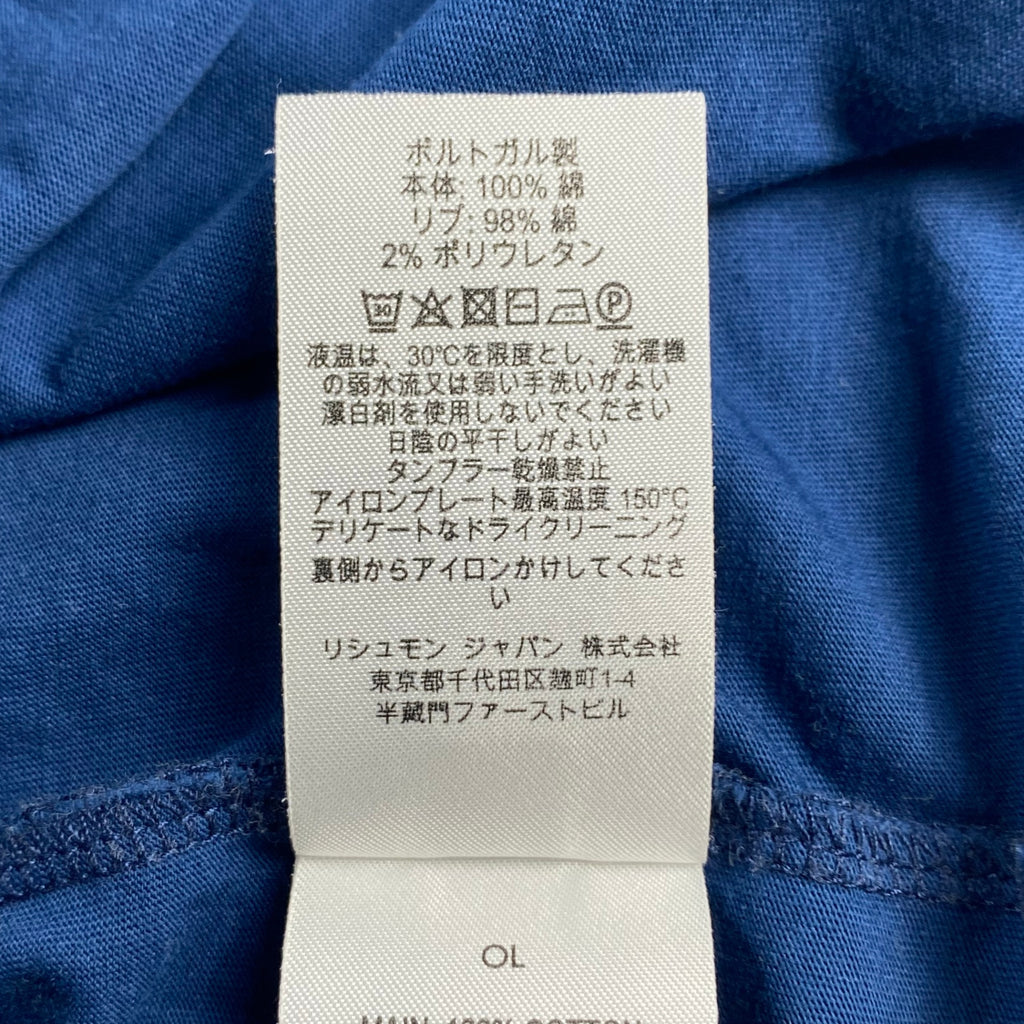 ポルトガル製
本体: 100% 綿
リブ: 98% 綿
2% ポリウレタン
30 P
液温は、30℃を限度とし、洗濯機
の弱水流又は弱い手洗いがよい
漂白剤を使用しないでください
日陰の平干しがよい
タンブラー乾燥禁止
アイロンプレート最高温度 150°C
デリケートなドライクリーニング
裏側からアイロンかけしてくださ
い
リシュモン ジャパン 株式会社
東京都千代田区麹町1-4
半蔵門ファーストビル
OL
MAIN 100% COTTON